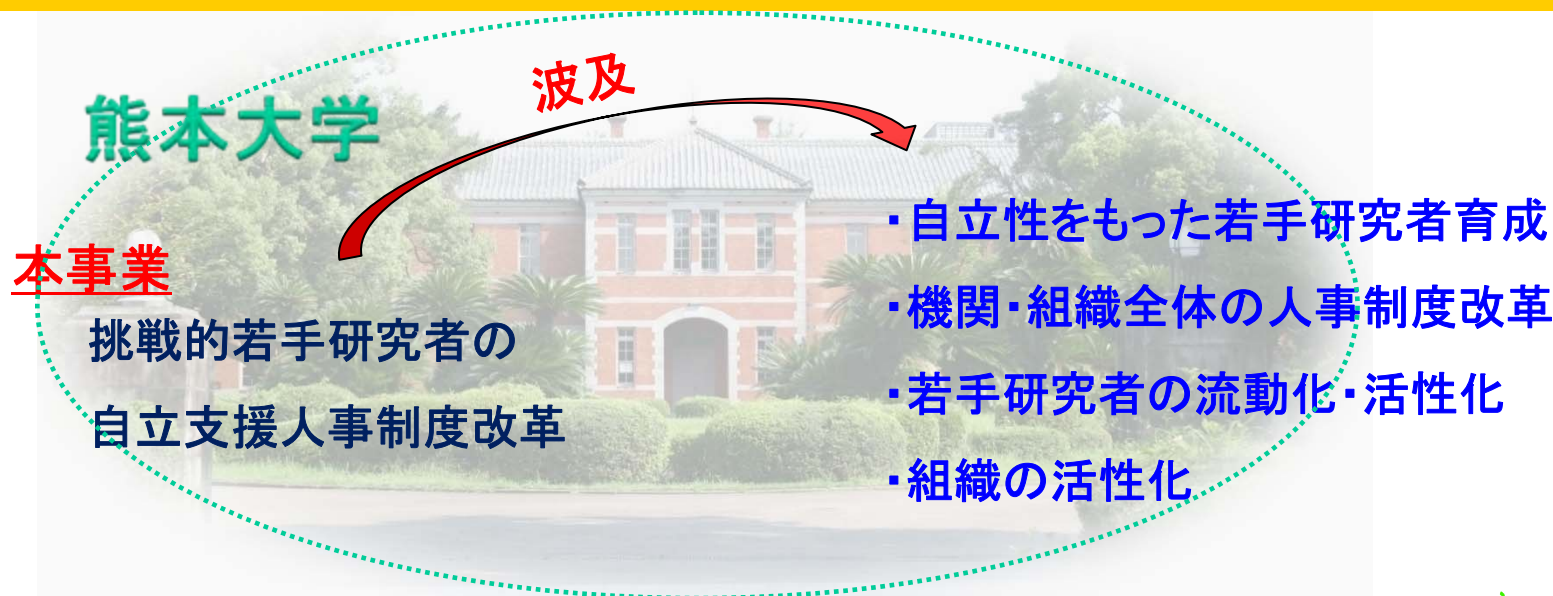 熊本大学
波及
本事業
挑戦的若手研究者の
自立支援人事制度改革
・自立性をもった若手研究者育成
・機関・組織全体の人事制度改革
・若手研究者の流動化・活性化
・組織の活性化